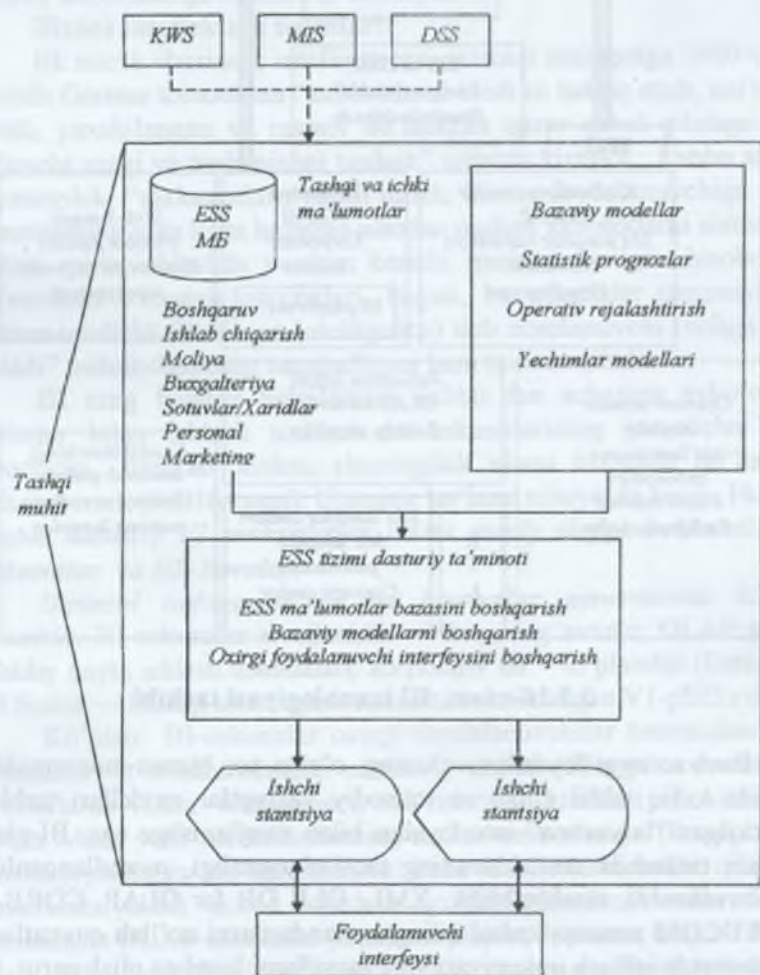 KWS
MIS
DSS
ESS
MБ
Tashqi va ichki
ma'lumotlar
Boshqaruv
Ishlab chiqarish
Moliya
Buxgalteriya
Sotuvlar/Xaridlar
Personal
Marketing
Bazaviy modellar
Statistik prognozlar
Operativ rejalashtirish
Yechimlar modellari
Tashqi
muhit
ESS tizimi dasturiy ta'minoti
ESS ma'lumotlar bazasini boshqarish
Bazaviy modellarni boshqarish
Oxirgi foydalanuvchi interfeysini boshqarish
Ishchi
stantsiya
Ishchi
stantsiya
Foydalanuvchi
interfeysi